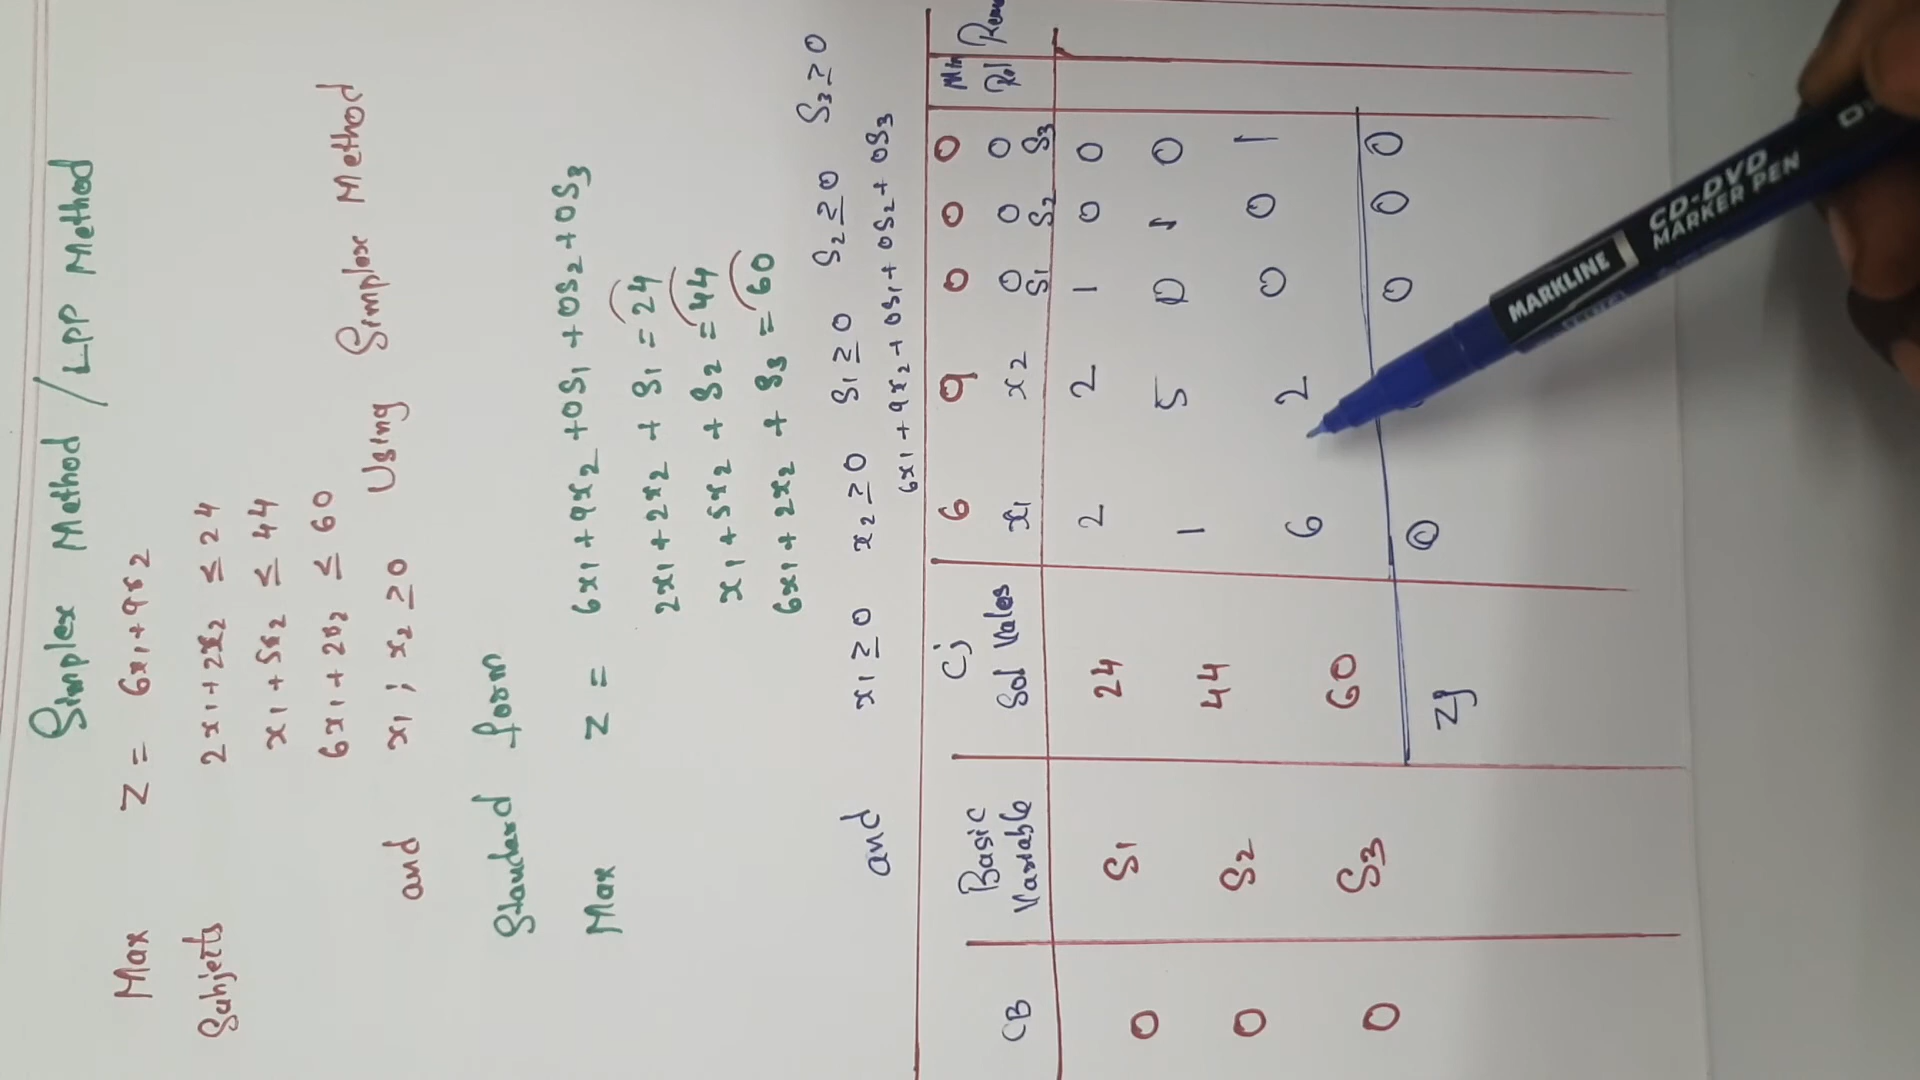 Simplex Method / LPP Method
Max Z = 6x1 + 9x2
Subjects 2x1 + 2x2 ≤ 24
x1 + 5x2 ≤ 44
6x1 + 2x2 ≤ 60
and x1 ; x2 ≥ 0 Using Simplex Method
Standard form
Max Z = 6x1 + 9x2 + 0S1 + 0S2 + 0S3
2x1 + 2x2 + S1 = 24
x1 + 5x2 + S2 = 44
6x1 + 2x2 + S3 = 60
and x1 ≥ 0 x2 ≥ 0 S1 ≥ 0 S2 ≥ 0 S3 ≥ 0
6x1 + 9x2 + 0S1 + 0S2 + 0S3
Cj 6 9 0 0 0 Min
CB Basic Variable Sol Vales x1 x2 0 S1 0 S2 0 S3
0 S1 24 2 2 1 0 0
0 S2 44 1 5 0 1 0
0 S3 60 6 2 0 0 1
Zj 0 0 0 0
MARKLINE
CD-DVD
MARKER PEN